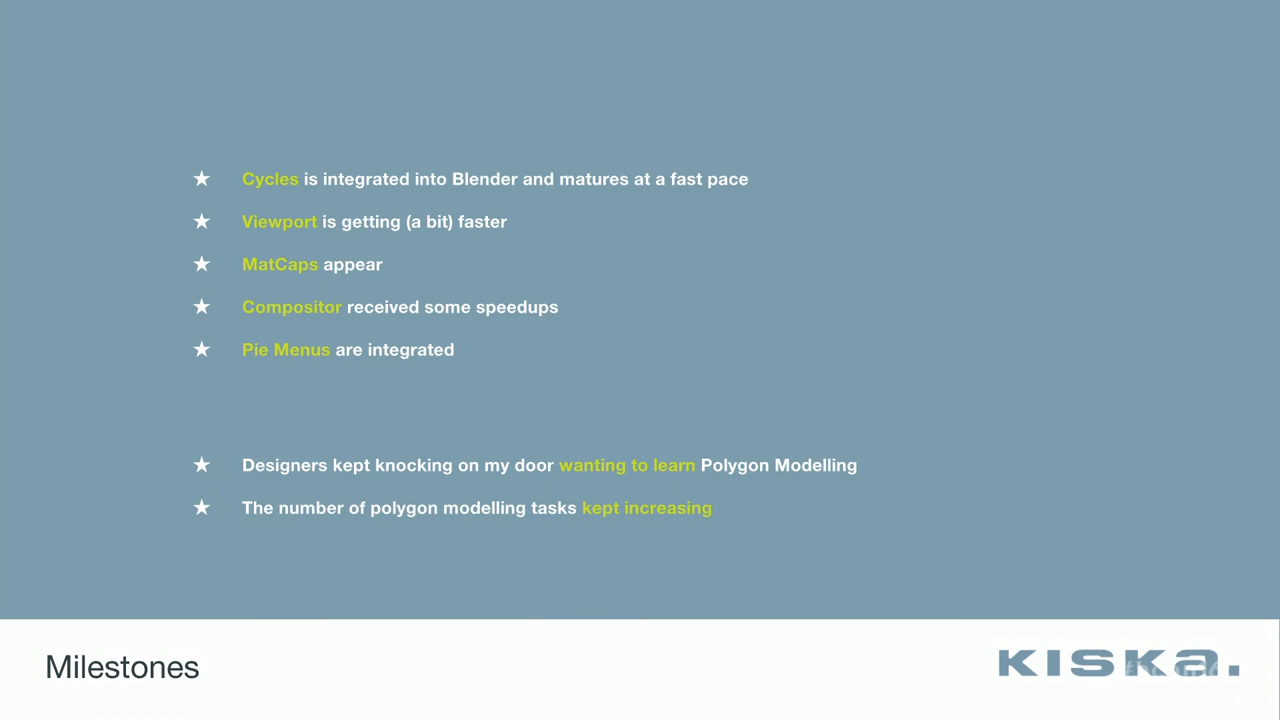 ★ Cycles is integrated into Blender and matures at a fast pace
★ Viewport is getting (a bit) faster
★ MatCaps appear
★ Compositor received some speedups
★ Pie Menus are integrated
★ Designers kept knocking on my door wanting to learn Polygon Modelling
★ The number of polygon modelling tasks kept increasing
Milestones
KISKA.